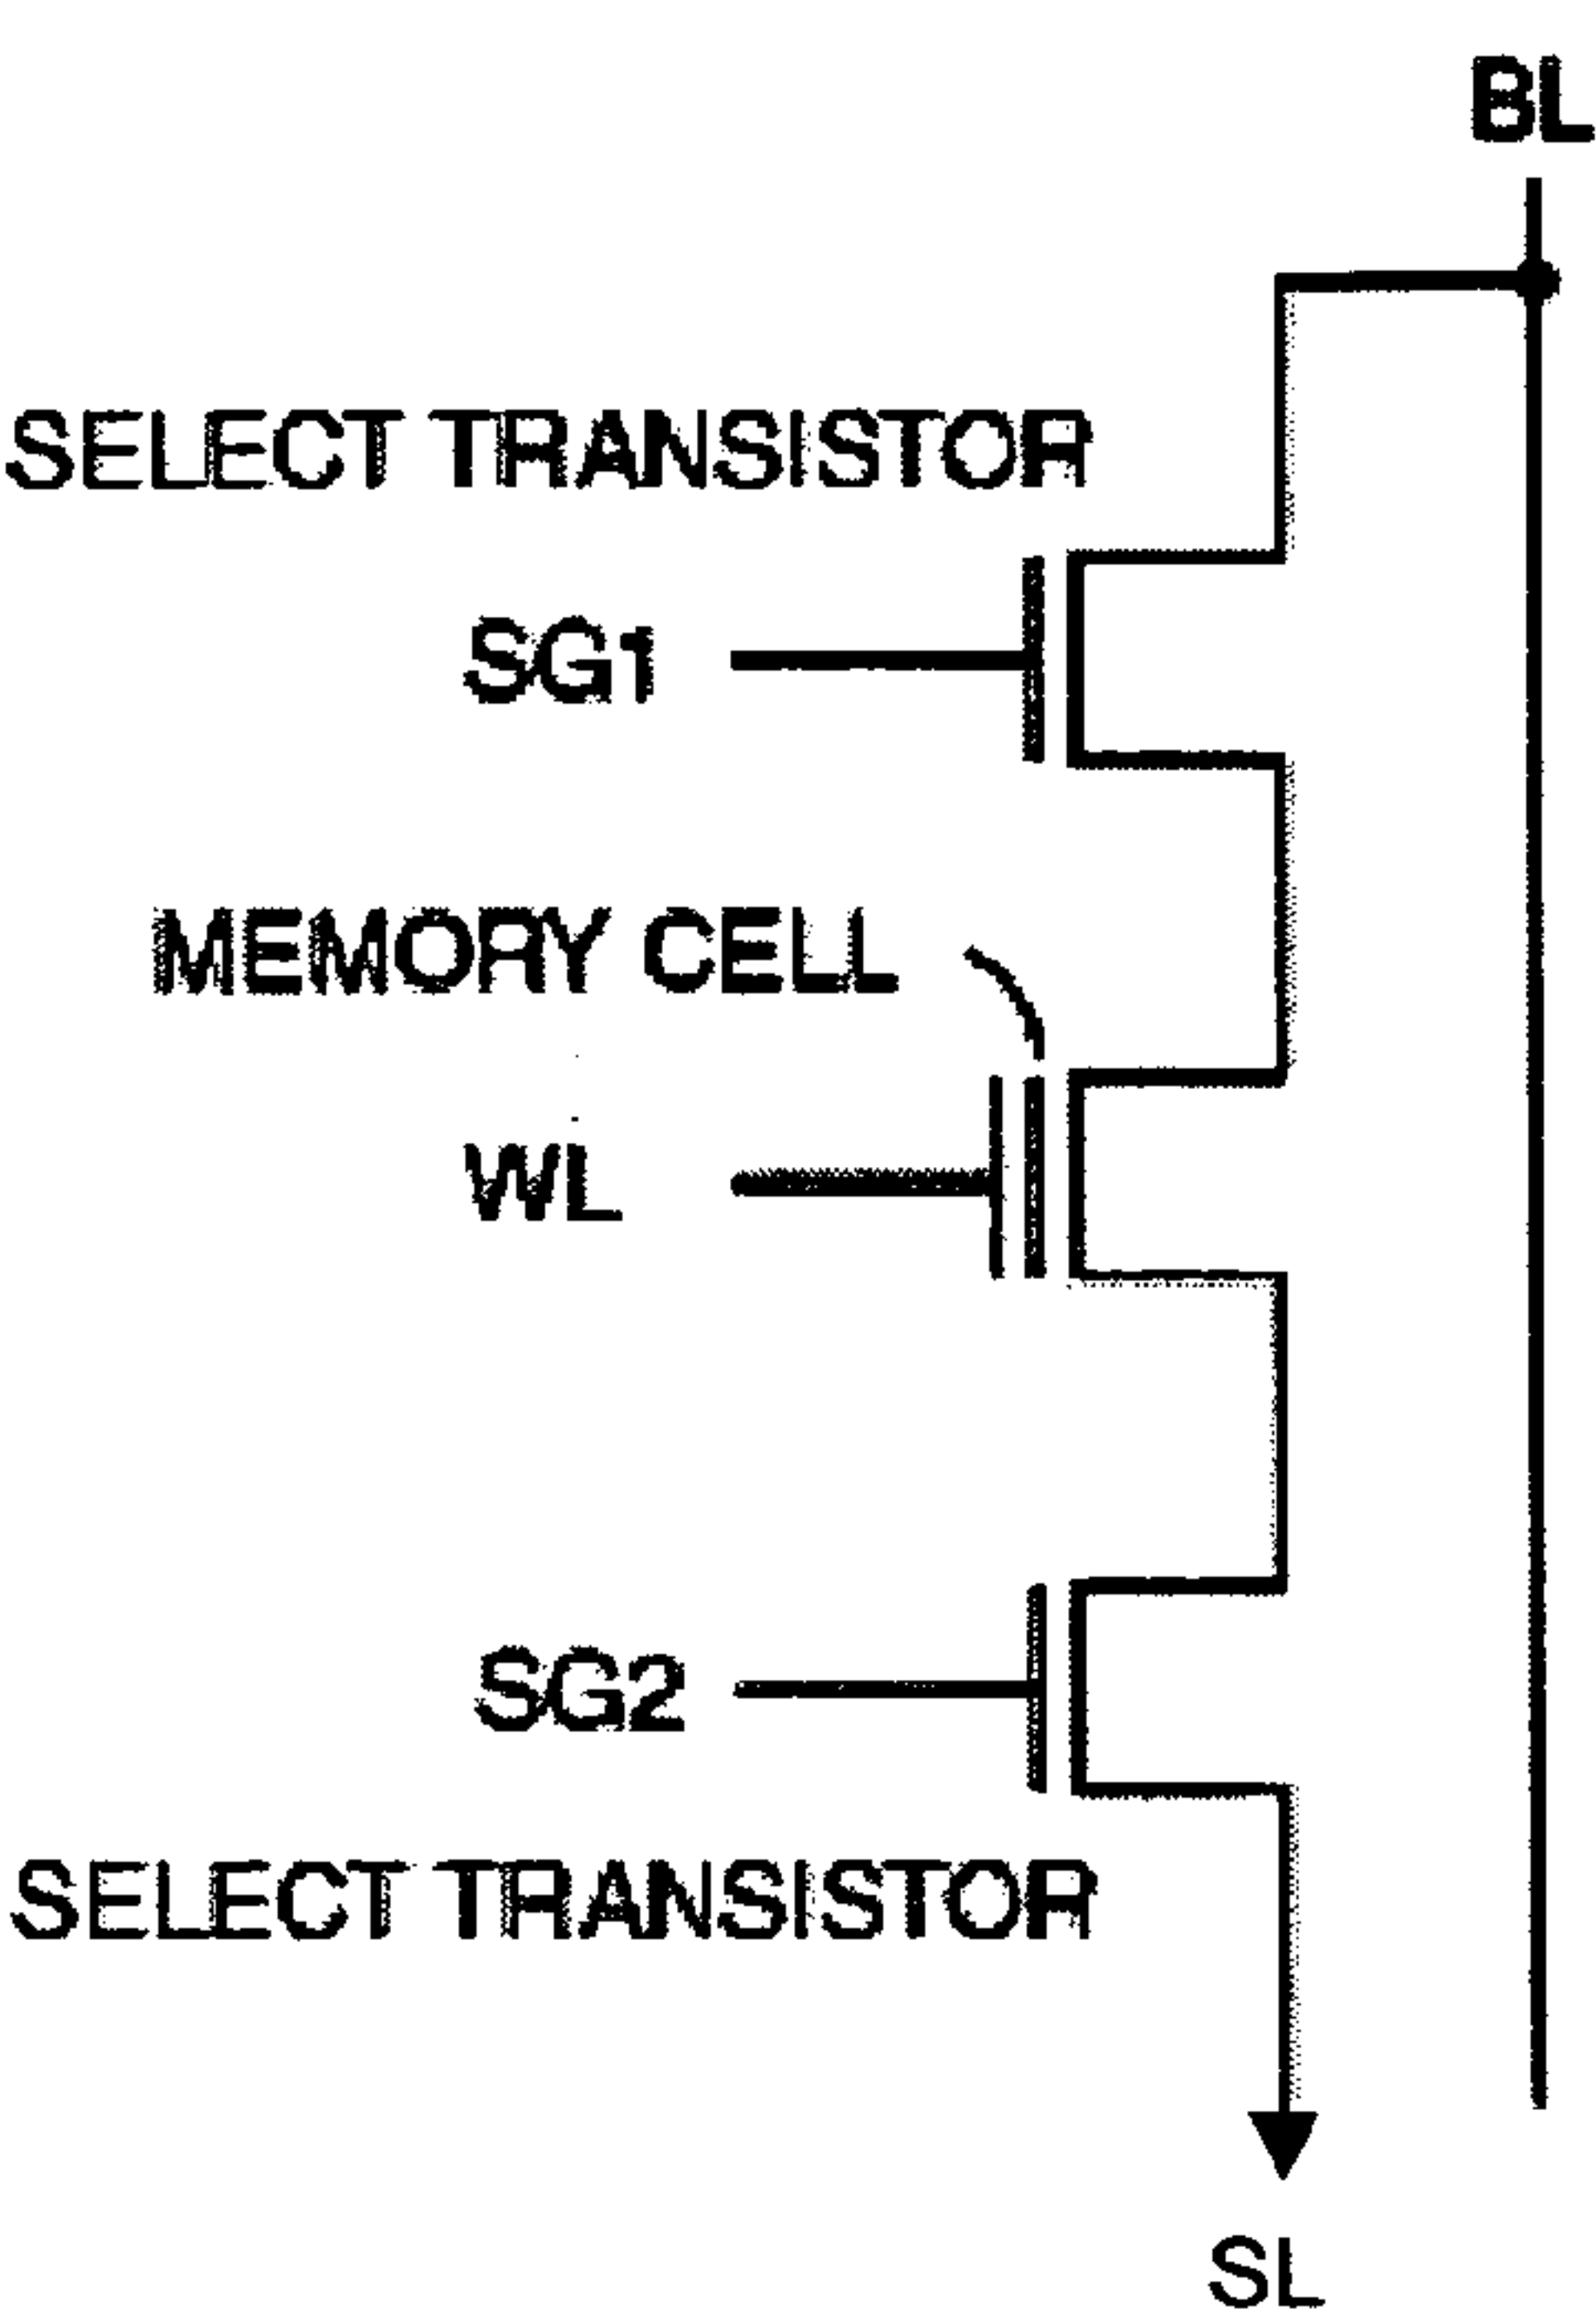 BL
SELECT TRANSISTOR
SG1
MEMORY CELL
WL
SG2
SELECT TRANSISTOR
SL